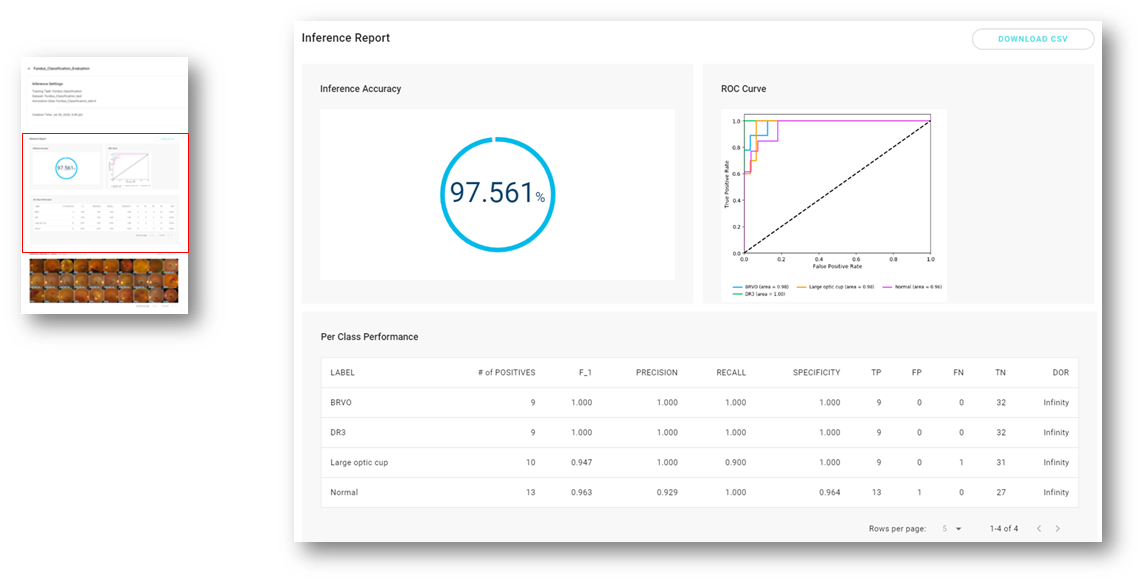 Fundus_Classification_Evaluation
Inference Settings
97.561%
Inference Report
DOWNLOAD CSV
Inference Accuracy
97.561%
ROC Curve
1.0
0.8
0.6
0.4
0.2
0.0
True Positive Rate
0.0 0.2 0.4 0.6 0.8 1.0
False Positive Rate
BRVO (area = 0.98) Large optic cup (area = 0.98) Normal (area = 0.96)
DR3 (area = 1.00)
Per Class Performance
LABEL # of POSITIVES F_1 PRECISION RECALL SPECIFICITY TP FP FN TN DOR
BRVO 9 1.000 1.000 1.000 1.000 9 0 0 32 Infinity
DR3 9 1.000 1.000 1.000 1.000 9 0 0 32 Infinity
Large optic cup 10 0.947 1.000 0.900 1.000 9 0 1 31 Infinity
Normal 13 0.963 0.929 1.000 0.964 13 1 0 27 Infinity
Rows per page: 5 1-4 of 4